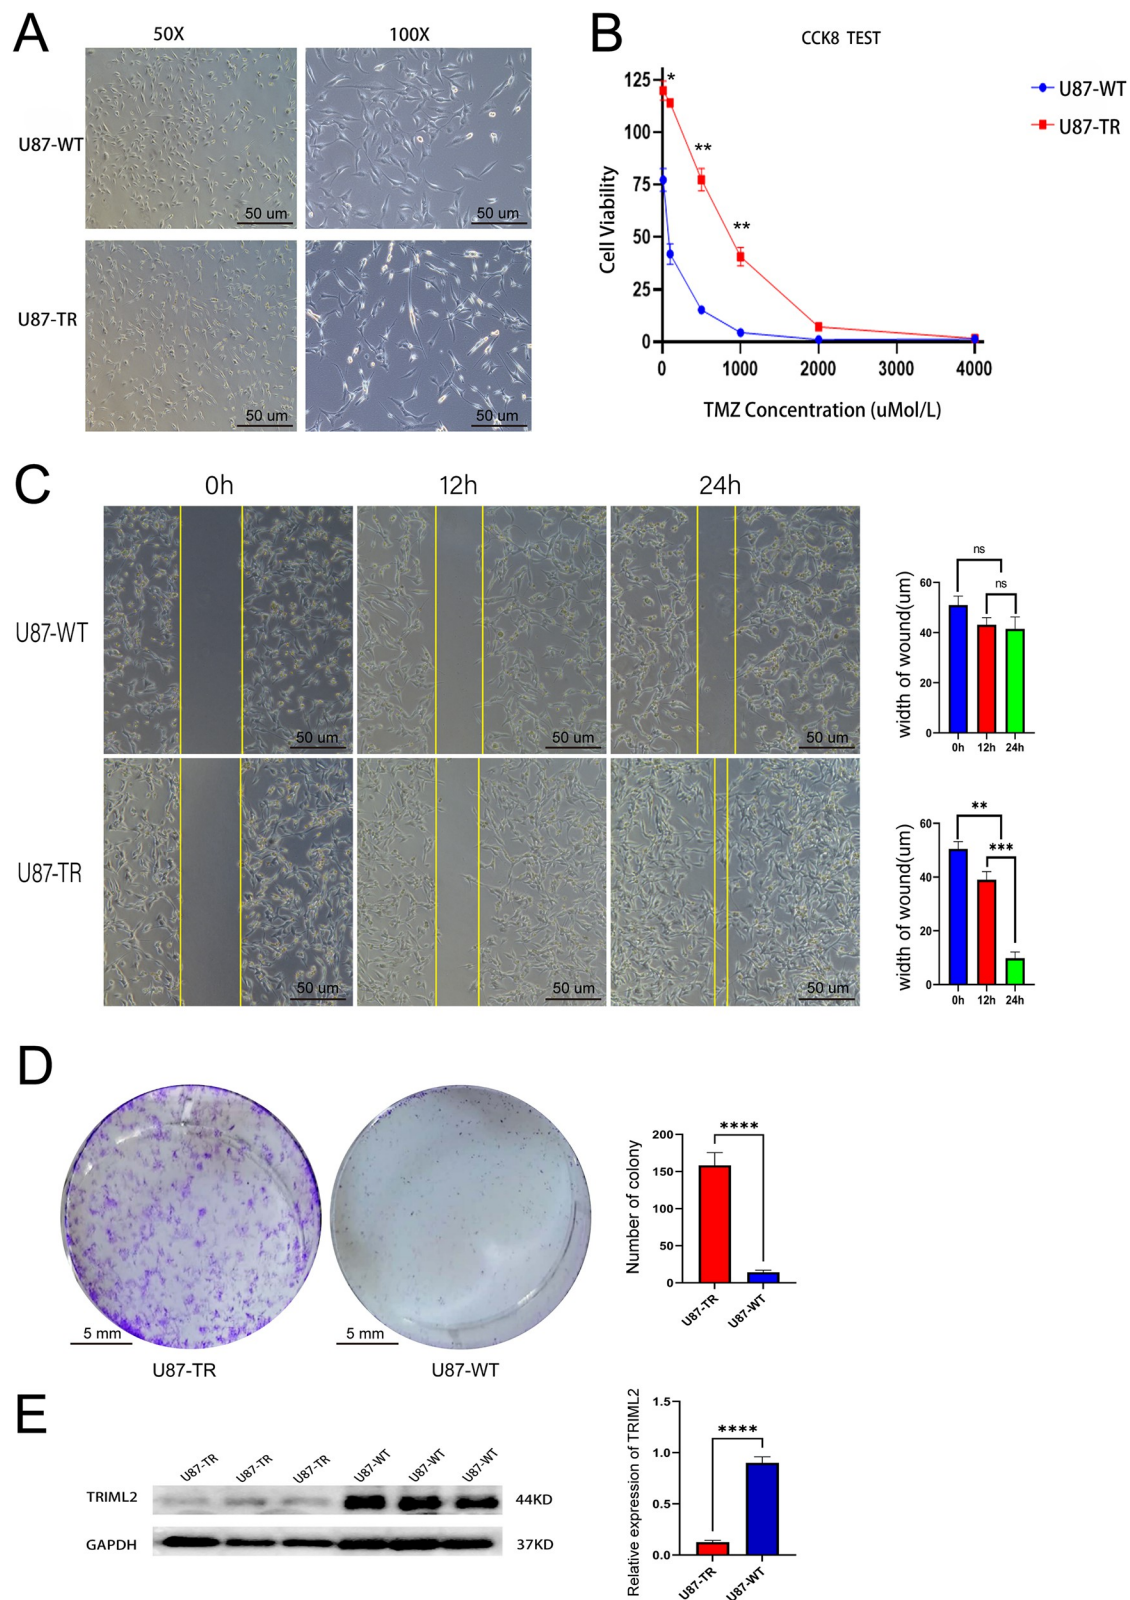 A
50X
100X
U87-WT
50 um
50 um
U87-TR
50 um
50 um
B
CCK8 TEST
U87-WT
U87-TR
Cell Viability
125
100
75
50
25
0
*
**
**
0
1000
2000
3000
4000
TMZ Concentration (uMol/L)
C
0h
12h
24h
U87-WT
50 um
50 um
50 um
ns
ns
width of wound(um)
60
40
20
0
0h
12h
24h
U87-TR
50 um
50 um
50 um
**
***
width of wound(um)
60
40
20
0
0h
12h
24h
D
5 mm
U87-TR
5 mm
U87-WT
****
Number of colony
200
150
100
50
0
U87-TR
U87-WT
E
U87-TR
U87-TR
U87-TR
U87-WT
U87-WT
U87-WT
TRIML2
44KD
GAPDH
37KD
****
Relative expression of TRIML2
1.5
1.0
0.5
0.0
U87-TR
U87-WT